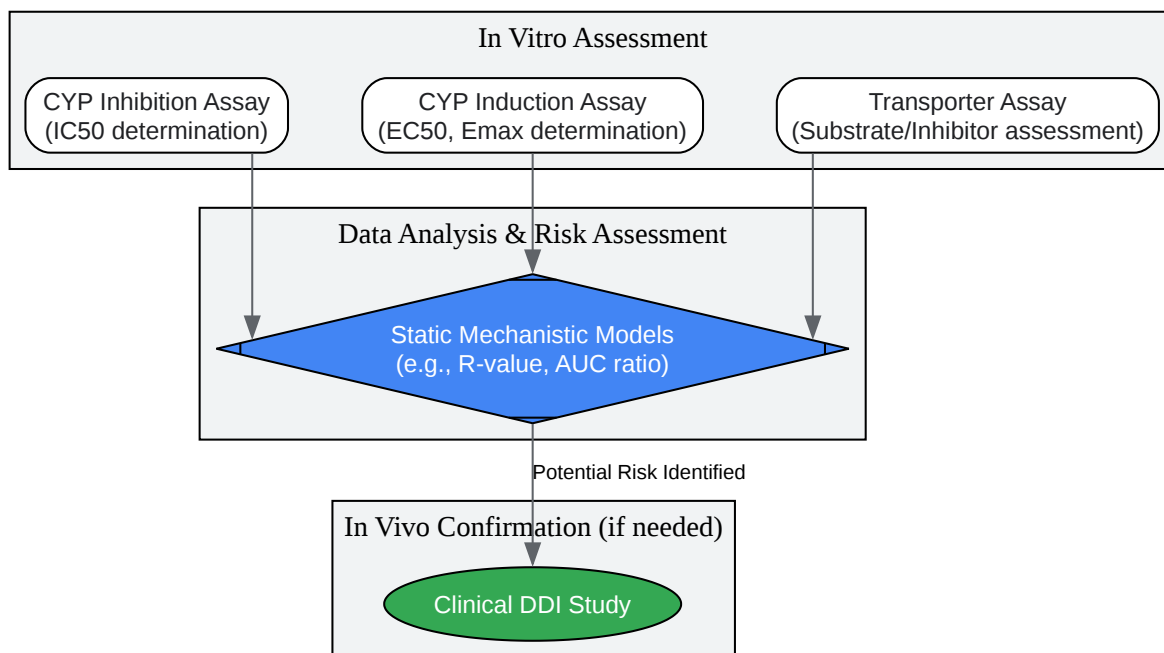 In Vitro Assessment
CYP Inhibition Assay
(IC50 determination)
CYP Induction Assay
(EC50, Emax determination)
Transporter Assay
(Substrate/Inhibitor assessment)
Data Analysis & Risk Assessment
Static Mechanistic Models
(e.g., R-value, AUC ratio)
Potential Risk Identified
In Vivo Confirmation (if needed)
Clinical DDI Study